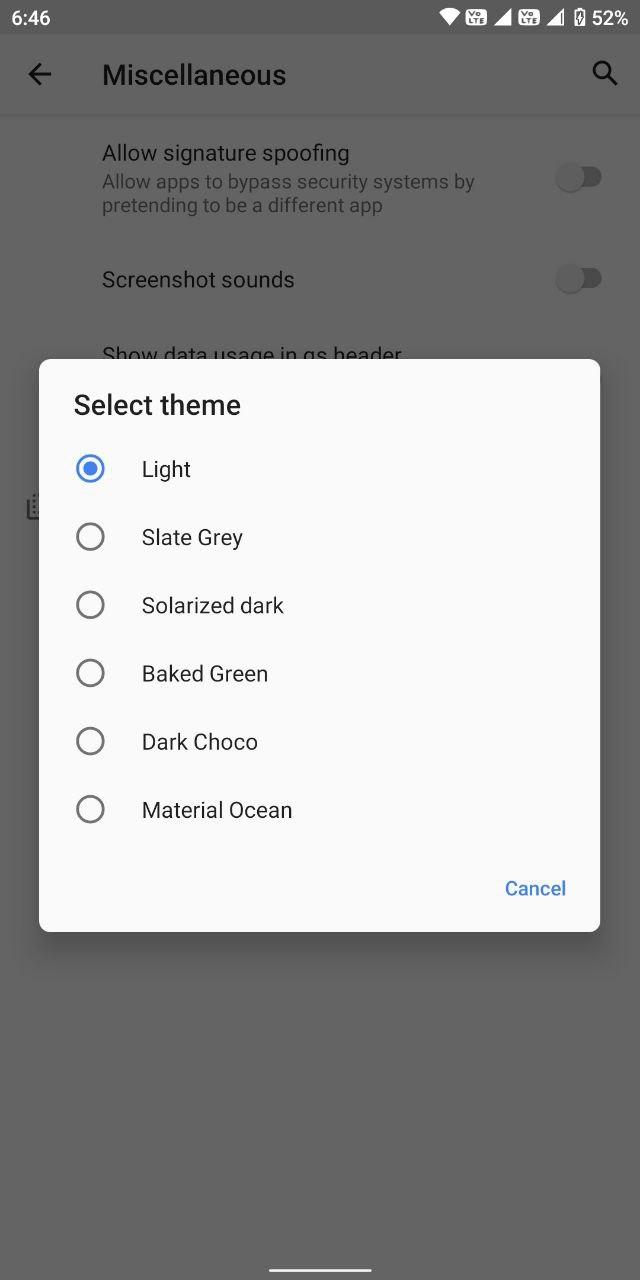 6:46
Vo LTE
Vo LTE
52%
Miscellaneous
Allow signature spoofing
Allow apps to bypass security systems by
pretending to be a different app
Screenshot sounds
Show data usage in qs header
Select theme
Light
Slate Grey
Solarized dark
Baked Green
Dark Choco
Material Ocean
Cancel